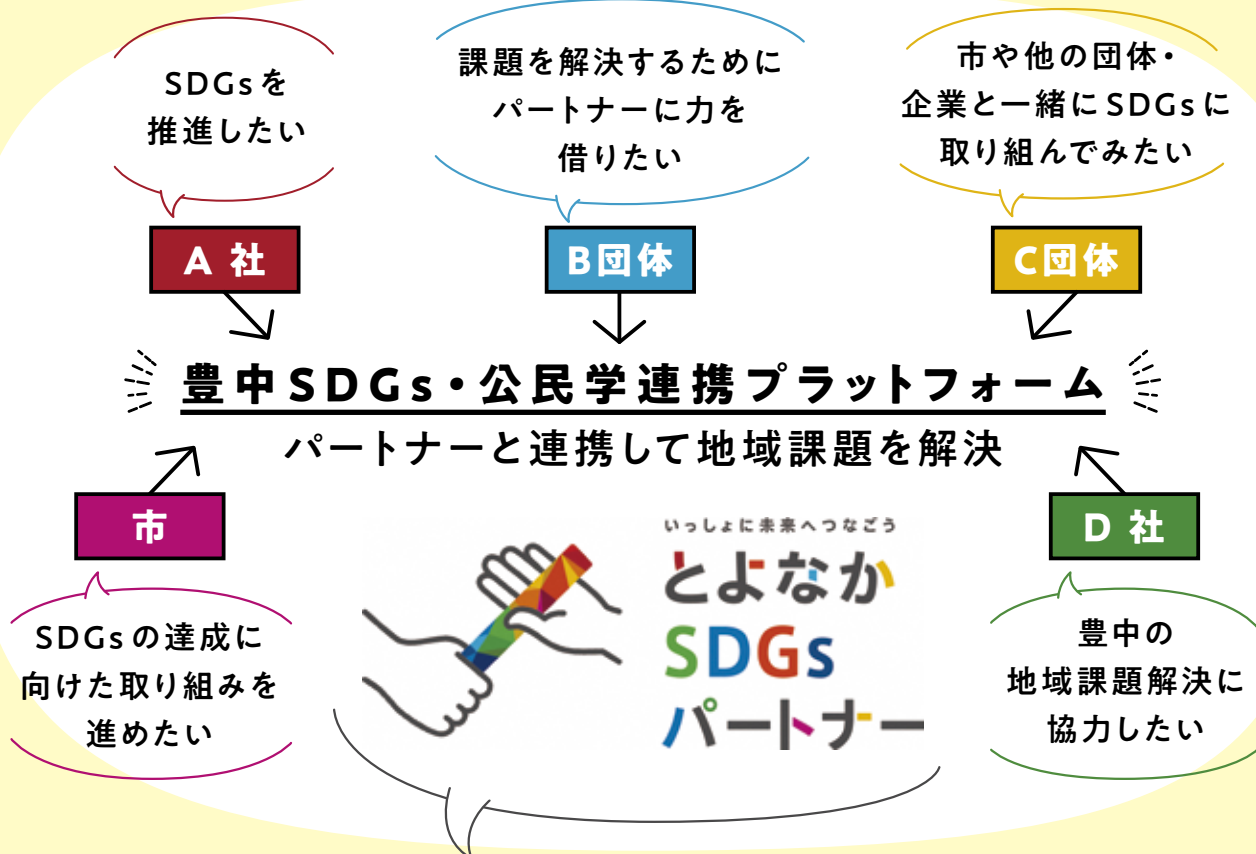 SDGsを
推進したい
課題を解決するために
パートナーに力を
借りたい
市や他の団体・
企業と一緒にSDGsに
取り組んでみたい
A 社
B団体
C団体
豊中SDGs・公民学連携プラットフォーム
パートナーと連携して地域課題を解決
市
D 社
SDGsの達成に
向けた取り組みを
進めたい
いっしょに未来へつなごう
とよなか
SDGs
パートナー
豊中の
地域課題解決に
協力したい